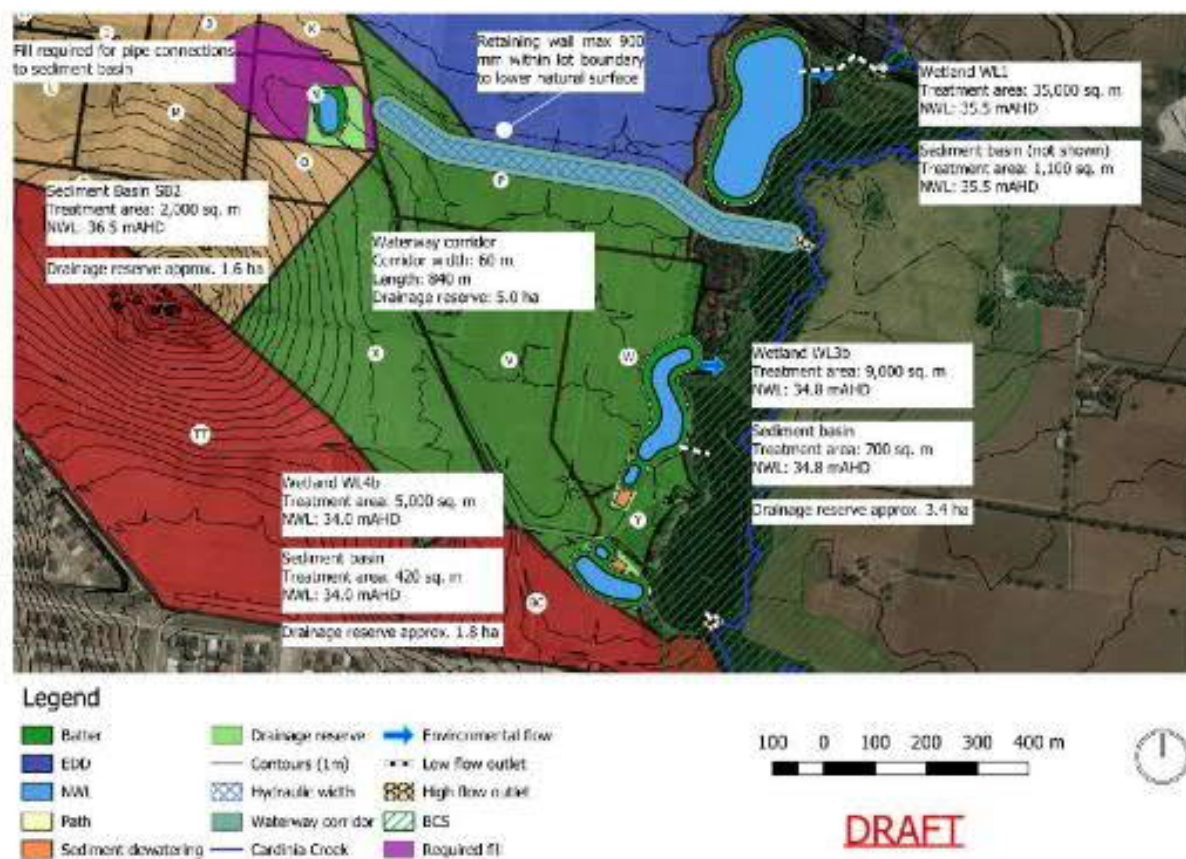 Fill required for pipe connections
to sediment basin
Retaining wall max 900
mm within lot boundary
to lower natural surface
Wetland WL1
Treatment area: 35,000 sq. m
NWL: 35.5 mAHD
Sediment basin (not shown)
Treatment area: 1,100 sq. m
NWL: 35.5 mAHD
Sediment Basin SB2
Treatment area: 2,000 sq. m
NWL: 36.5 mAHD
Drainage reserve approx. 1.6 ha
Waterway corridor
Corridor width: 60 m
Length: 840 m
Drainage reserve: 5.0 ha
Wetland WL3b
Treatment area: 9,000 sq. m
NWL: 34.8 mAHD
Sediment basin
Treatment area: 700 sq. m
NWL: 34.8 mAHD
Drainage reserve approx. 3.4 ha
Wetland WL4b
Treatment area: 5,000 sq. m
NWL: 34.0 mAHD
Sediment basin
Treatment area: 420 sq. m
NWL: 34.0 mAHD
Drainage reserve approx. 1.8 ha
K
P
X
V
W
Y
TT
Legend
Batter
EDD
NWL
Path
Sediment dewatering
Drainage reserve
Contours (1m)
Hydraulic width
Waterway corridor
Cardinia Creek
Environmental flow
Low flow outlet
High flow outlet
BCS
Required fill
100 0 100 200 300 400 m
DRAFT